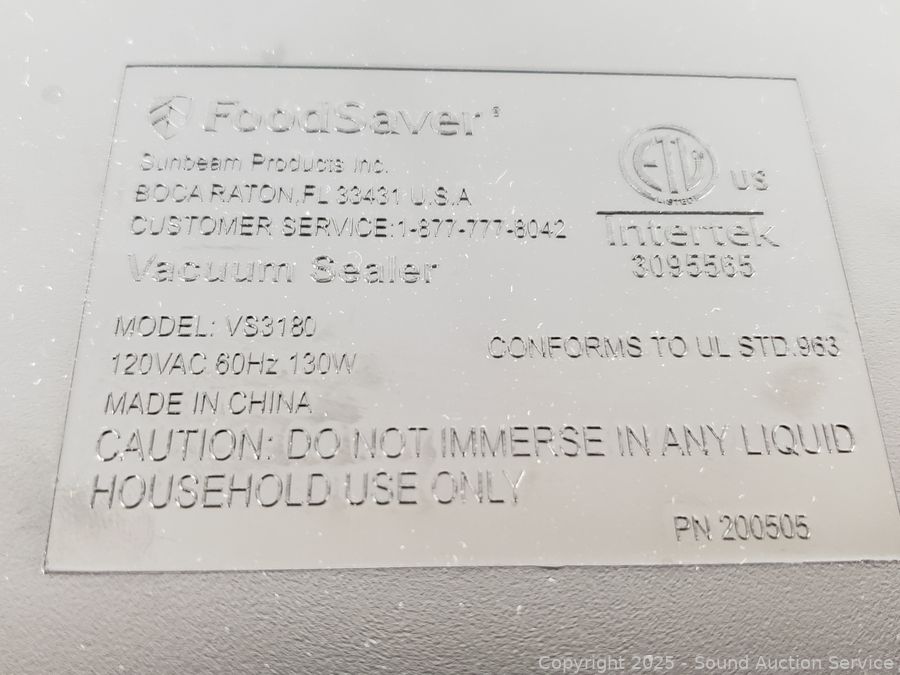 FoodSaver®
Sunbeam Products Inc.
BOCA RATON,FL 33431 U.S.A
CUSTOMER SERVICE:1-877-777-8042
Vacuum Sealer
MODEL: VS3180
120VAC 60Hz 130W
MADE IN CHINA
ETL
LISTED
US
Intertek
3095565
CONFORMS TO UL STD.963
CAUTION: DO NOT IMMERSE IN ANY LIQUID
HOUSEHOLD USE ONLY
PN 200505
Copyright 2025 - Sound Auction Service